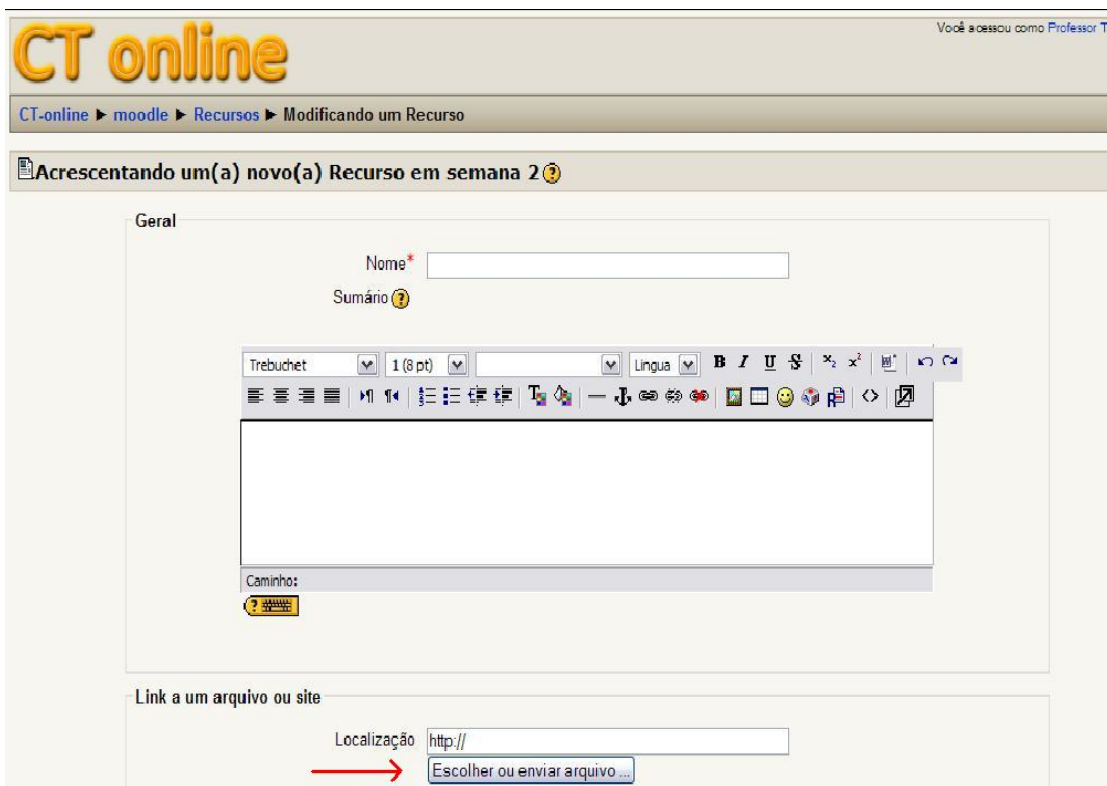 CT online
Você acessou como Professor T
CT-online ► moodle ► Recursos ► Modificando um Recurso
Acrescentando um(a) novo(a) Recurso em semana 2
Geral
Nome*
Sumário
Trebuchet 1 (8 pt) Lingua B I U S x₂ x²
Caminho:
Link a um arquivo ou site
Localização http://
Escolher ou enviar arquivo ...